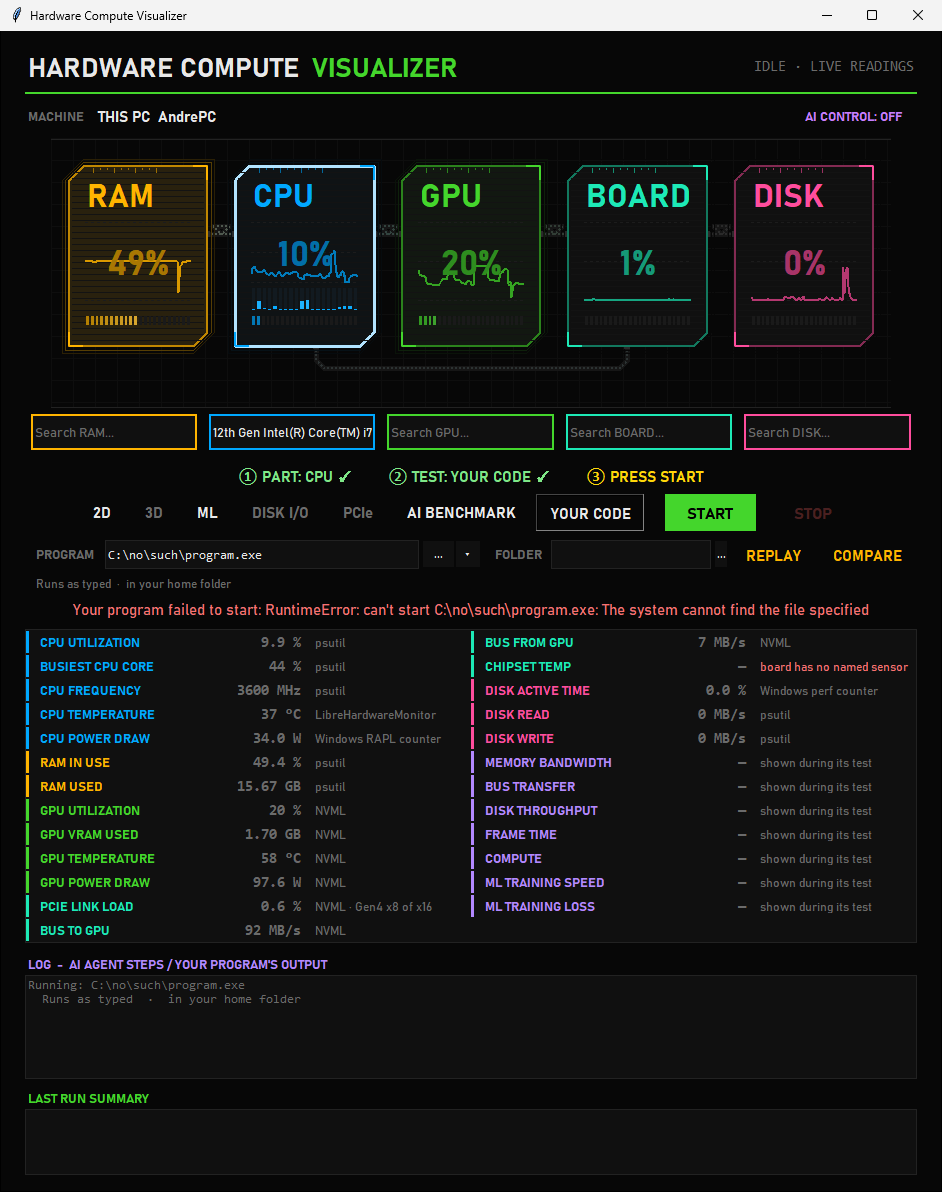 Hardware Compute Visualizer
HARDWARE COMPUTE VISUALIZER
IDLE · LIVE READINGS
MACHINE THIS PC AndrePC
AI CONTROL: OFF
RAM CPU GPU BOARD DISK
49% 10% 20% 1% 0%
Search RAM... 12th Gen Intel(R) Core(TM) i7 Search GPU... Search BOARD... Search DISK...
① PART: CPU ✓ ② TEST: YOUR CODE ✓ ③ PRESS START
2D 3D ML DISK I/O PCIe AI BENCHMARK YOUR CODE START STOP
PROGRAM C:\no\such\program.exe ... FOLDER ... REPLAY COMPARE
Runs as typed · in your home folder
Your program failed to start: RuntimeError: can't start C:\no\such\program.exe: The system cannot find the file specified
CPU UTILIZATION 9.9 % psutil
BUSIEST CPU CORE 44 % psutil
CPU FREQUENCY 3600 MHz psutil
CPU TEMPERATURE 37 °C LibreHardwareMonitor
CPU POWER DRAW 34.0 W Windows RAPL counter
RAM IN USE 49.4 % psutil
RAM USED 15.67 GB psutil
GPU UTILIZATION 20 % NVML
GPU VRAM USED 1.70 GB NVML
GPU TEMPERATURE 58 °C NVML
GPU POWER DRAW 97.6 W NVML
PCIE LINK LOAD 0.6 % NVML · Gen4 x8 of x16
BUS TO GPU 92 MB/s NVML
BUS FROM GPU 7 MB/s NVML
CHIPSET TEMP — board has no named sensor
DISK ACTIVE TIME 0.0 % Windows perf counter
DISK READ 0 MB/s psutil
DISK WRITE 0 MB/s psutil
MEMORY BANDWIDTH — shown during its test
BUS TRANSFER — shown during its test
DISK THROUGHPUT — shown during its test
FRAME TIME — shown during its test
COMPUTE — shown during its test
ML TRAINING SPEED — shown during its test
ML TRAINING LOSS — shown during its test
LOG - AI AGENT STEPS / YOUR PROGRAM'S OUTPUT
Running: C:\no\such\program.exe
Runs as typed · in your home folder
LAST RUN SUMMARY